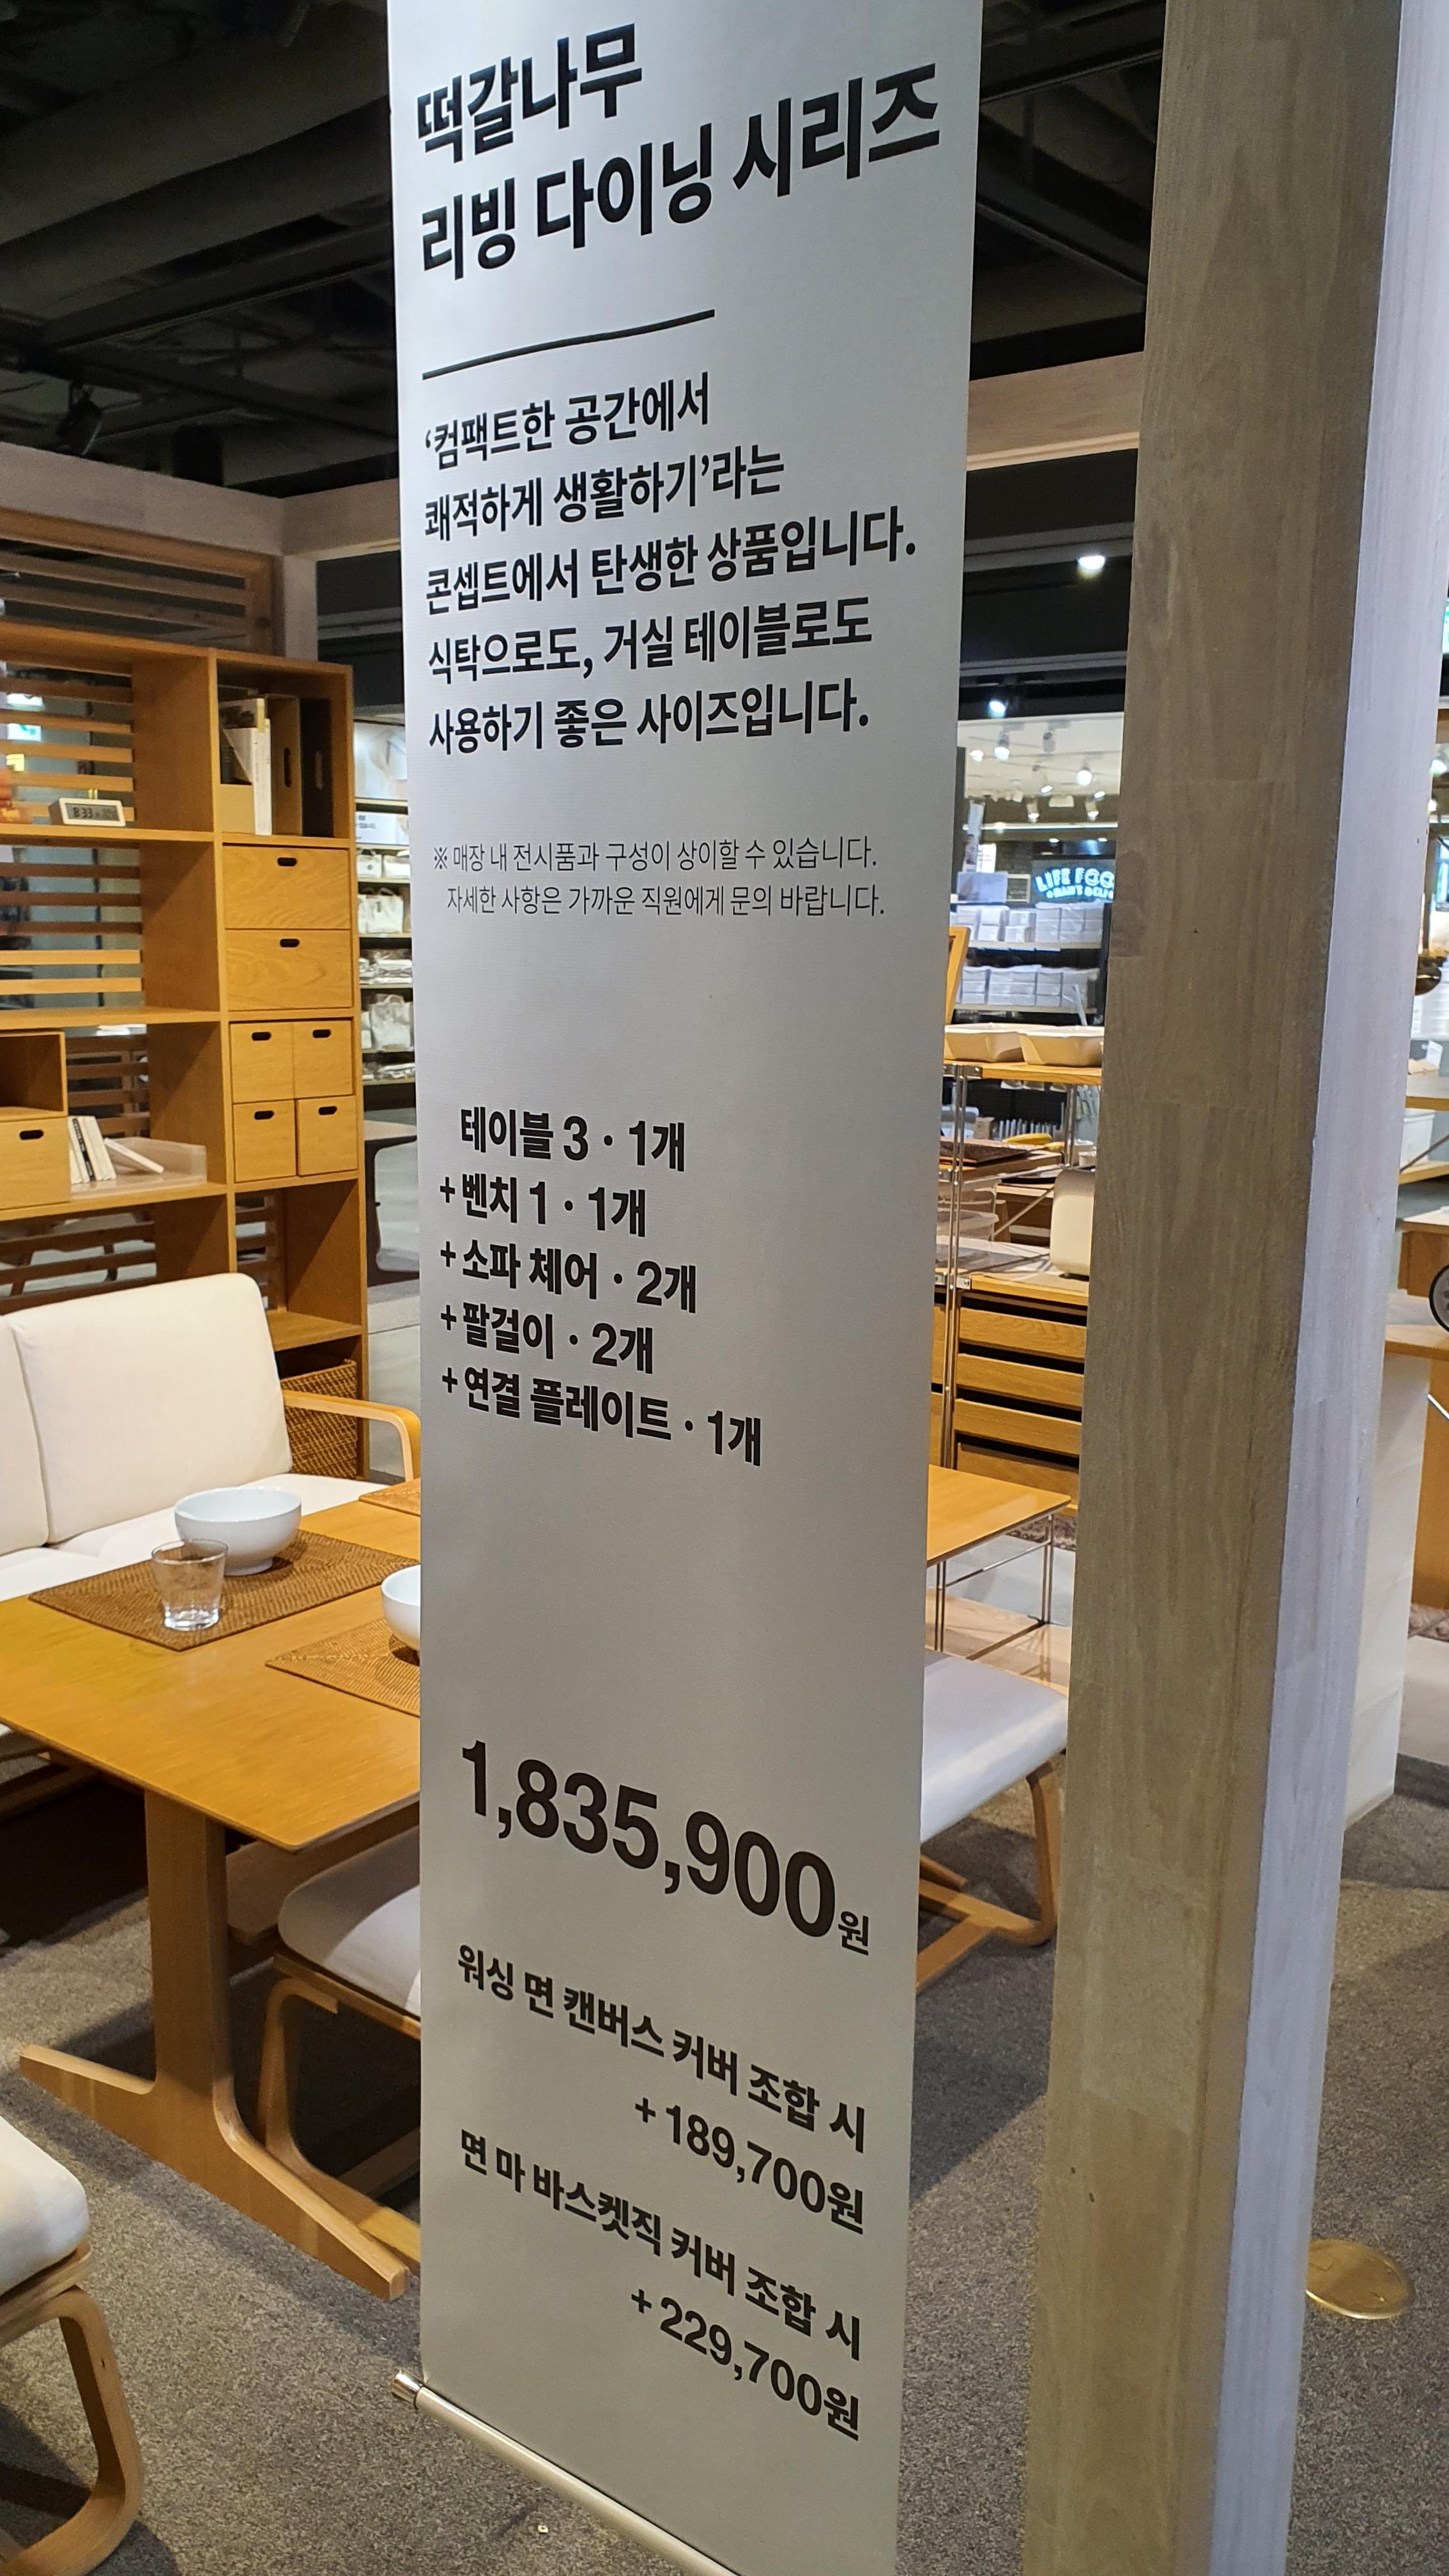 떡갈나무
리빙 다이닝 시리즈
‘컴팩트한 공간에서
쾌적하게 생활하기’라는
콘셉트에서 탄생한 상품입니다.
식탁으로도, 거실 테이블로도
사용하기 좋은 사이즈입니다.
※ 매장 내 전시품과 구성이 상이할 수 있습니다.
자세한 사항은 가까운 직원에게 문의 바랍니다.
테이블 3 · 1개
+ 벤치 1 · 1개
+ 소파 체어 · 2개
+ 팔걸이 · 2개
+ 연결 플레이트 · 1개
1,835,900원
워싱 면 캔버스 커버 조합 시
+ 189,700원
면 마 바스켓직 커버 조합 시
+ 229,700원
8:33
LIFE FOO